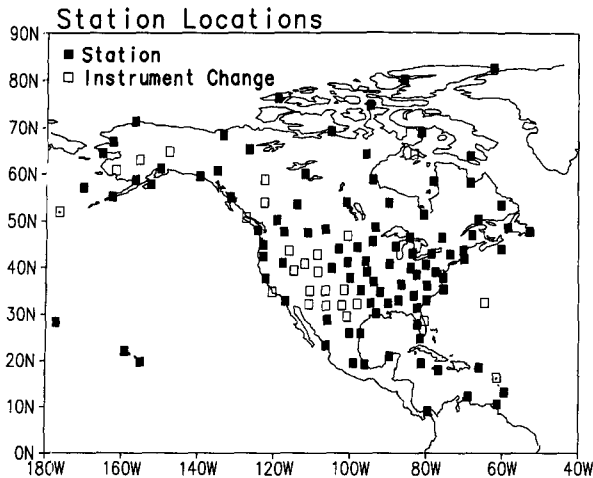 Station Locations
90N
■ Station
□ Instrument Change
80N
70N
60N
50N
40N
30N
20N
10N
0N
180W 160W 140W 120W 100W 80W 60W 40W